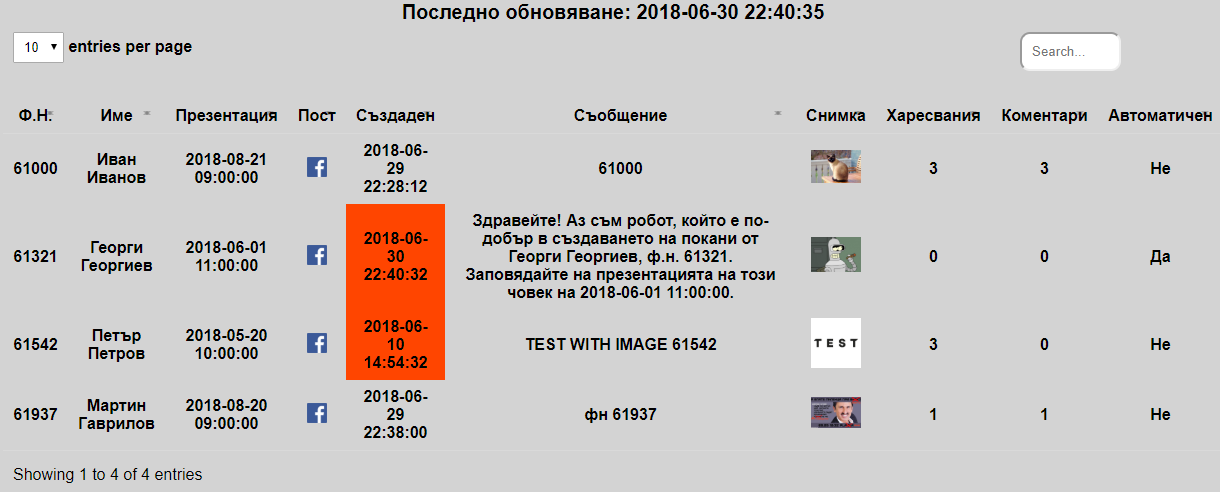 Последно обновяване: 2018-06-30 22:40:35
10 entries per page
Search...
Ф.Н. Име Презентация Пост Създаден Съобщение Снимка Харесвания Коментари Автоматичен
61000 Иван Иванов 2018-08-21 09:00:00 2018-06-29 22:28:12 61000 3 3 Не
61321 Георги Георгиев 2018-06-01 11:00:00 2018-06-30 22:40:32 Здравейте! Аз съм робот, който е по-
добър в създаването на покани от
Георги Георгиев, ф.н. 61321.
Заповядайте на презентацията на този
човек на 2018-06-01 11:00:00. 0 0 Да
61542 Петър Петров 2018-05-20 10:00:00 2018-06-10 14:54:32 TEST WITH IMAGE 61542 TEST 3 0 Не
61937 Мартин Гаврилов 2018-08-20 09:00:00 2018-06-29 22:38:00 фн 61937 1 1 Не
Showing 1 to 4 of 4 entries